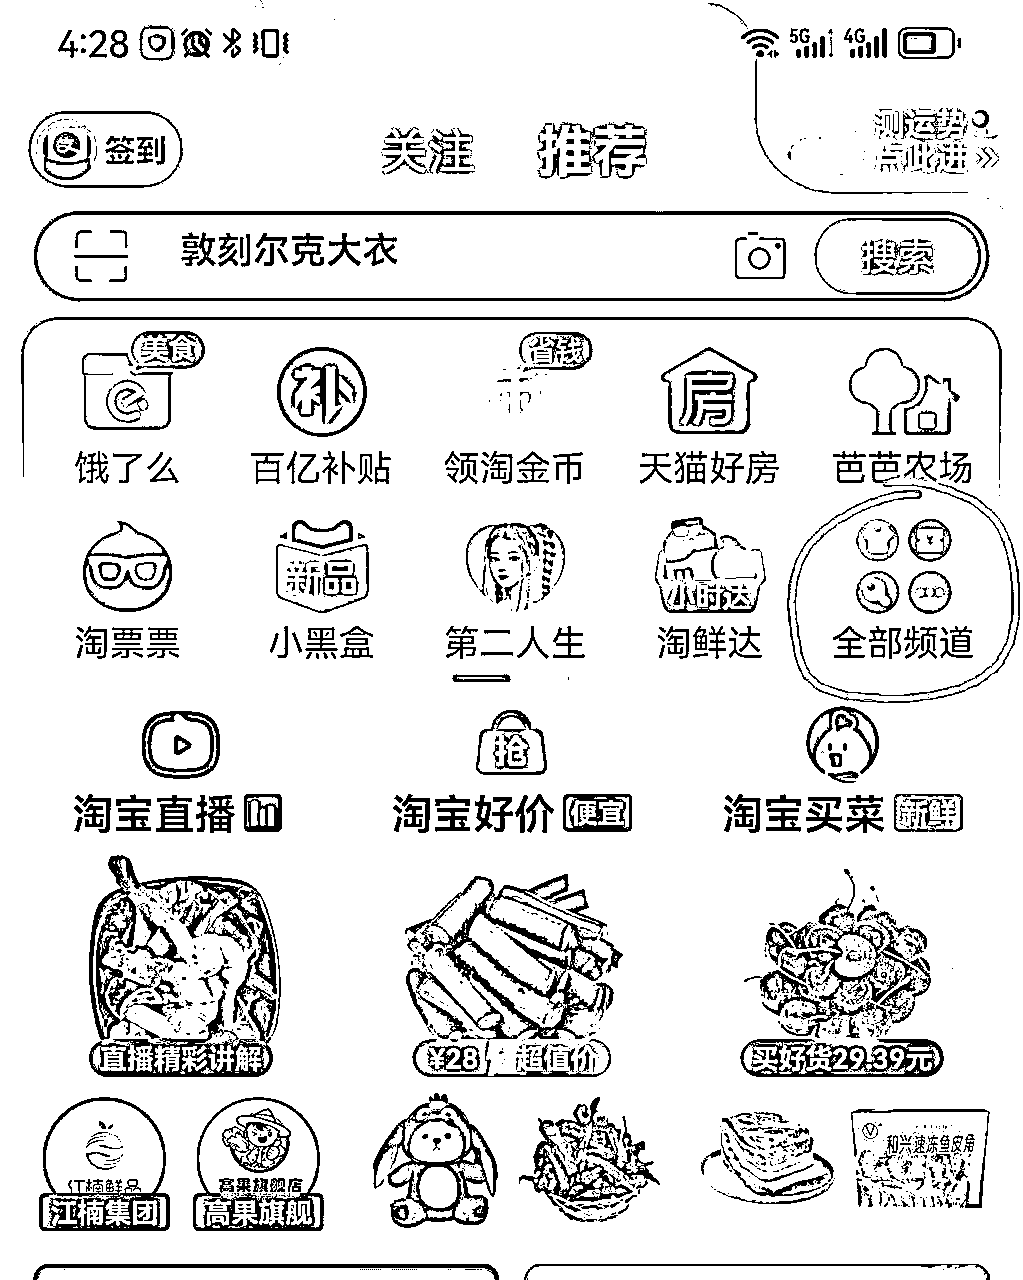 4:28 5G 4G
签到 关注 推荐 测运势
点此进
敦刻尔克大衣 搜索
美食 省钱
补 币 房
饿了么 百亿补贴 领淘金币 天猫好房 芭芭农场
新品 小时达
淘票票 小黑盒 第二人生 淘鲜达 全部频道
抢
淘宝直播 淘宝好价 便宜 淘宝买菜 新鲜
直播精彩讲解 ¥28 超值价 买好货29.39元
和兴速冻鱼皮角
江楠鲜品 高果旗舰店
江楠集团 高果旗舰